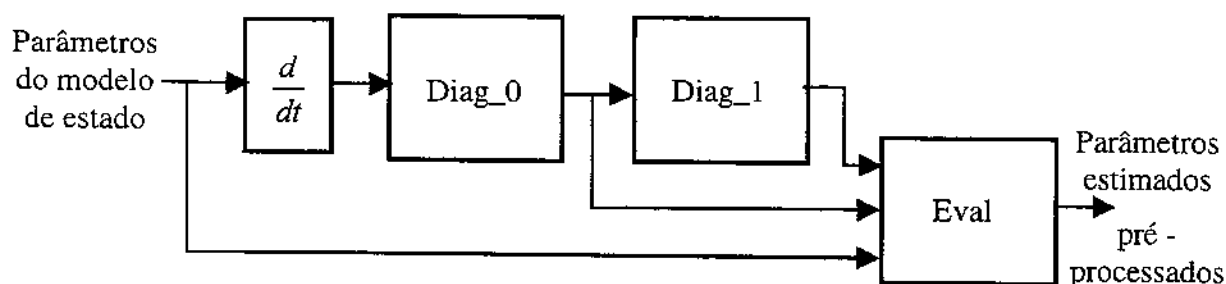 Parâmetros
do modelo
de estado
d
dt
Diag_0
Diag_1
Eval
Parâmetros
estimados
pré -
processados